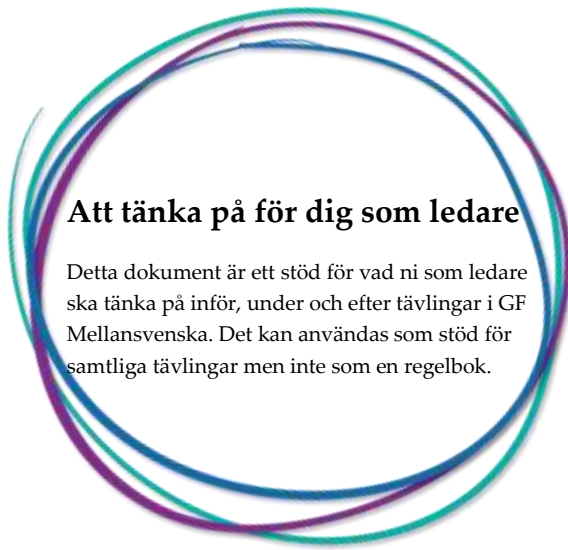 Att tänka på för dig som ledare
Detta dokument är ett stöd för vad ni som ledare
ska tänka på inför, under och efter tävlingar i GF
Mellansvenska. Det kan användas som stöd för
samtliga tävlingar men inte som en regelbok.